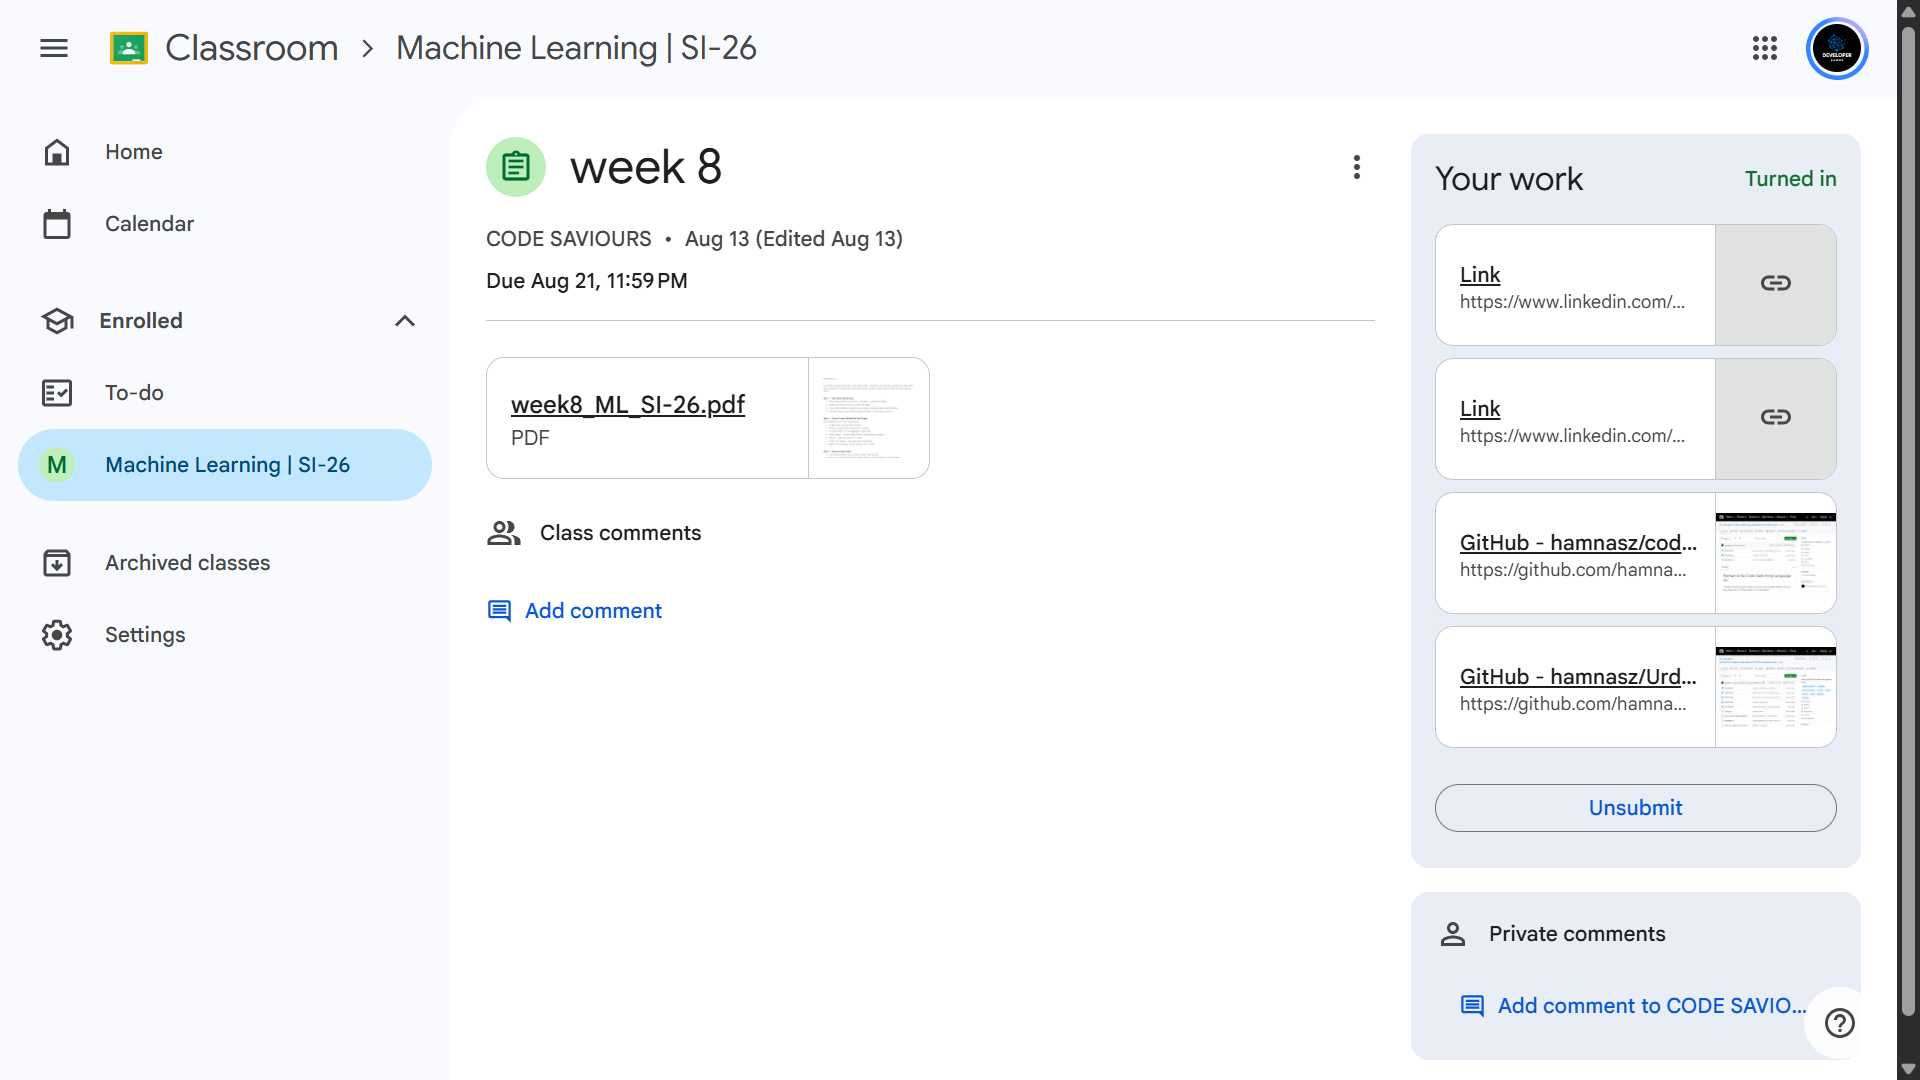 Classroom > Machine Learning | SI-26
DEVELOPER
Home
Calendar
Enrolled
To-do
M Machine Learning | SI-26
Archived classes
Settings
week 8
CODE SAVIOURS • Aug 13 (Edited Aug 13)
Due Aug 21, 11:59 PM
week8_ML_SI-26.pdf
PDF
Class comments
Add comment
Your work
Turned in
Link
https://www.linkedin.com/...
Link
https://www.linkedin.com/...
GitHub - hamnasz/cod...
https://github.com/hamna...
GitHub - hamnasz/Urd...
https://github.com/hamna...
Unsubmit
Private comments
Add comment to CODE SAVIO...